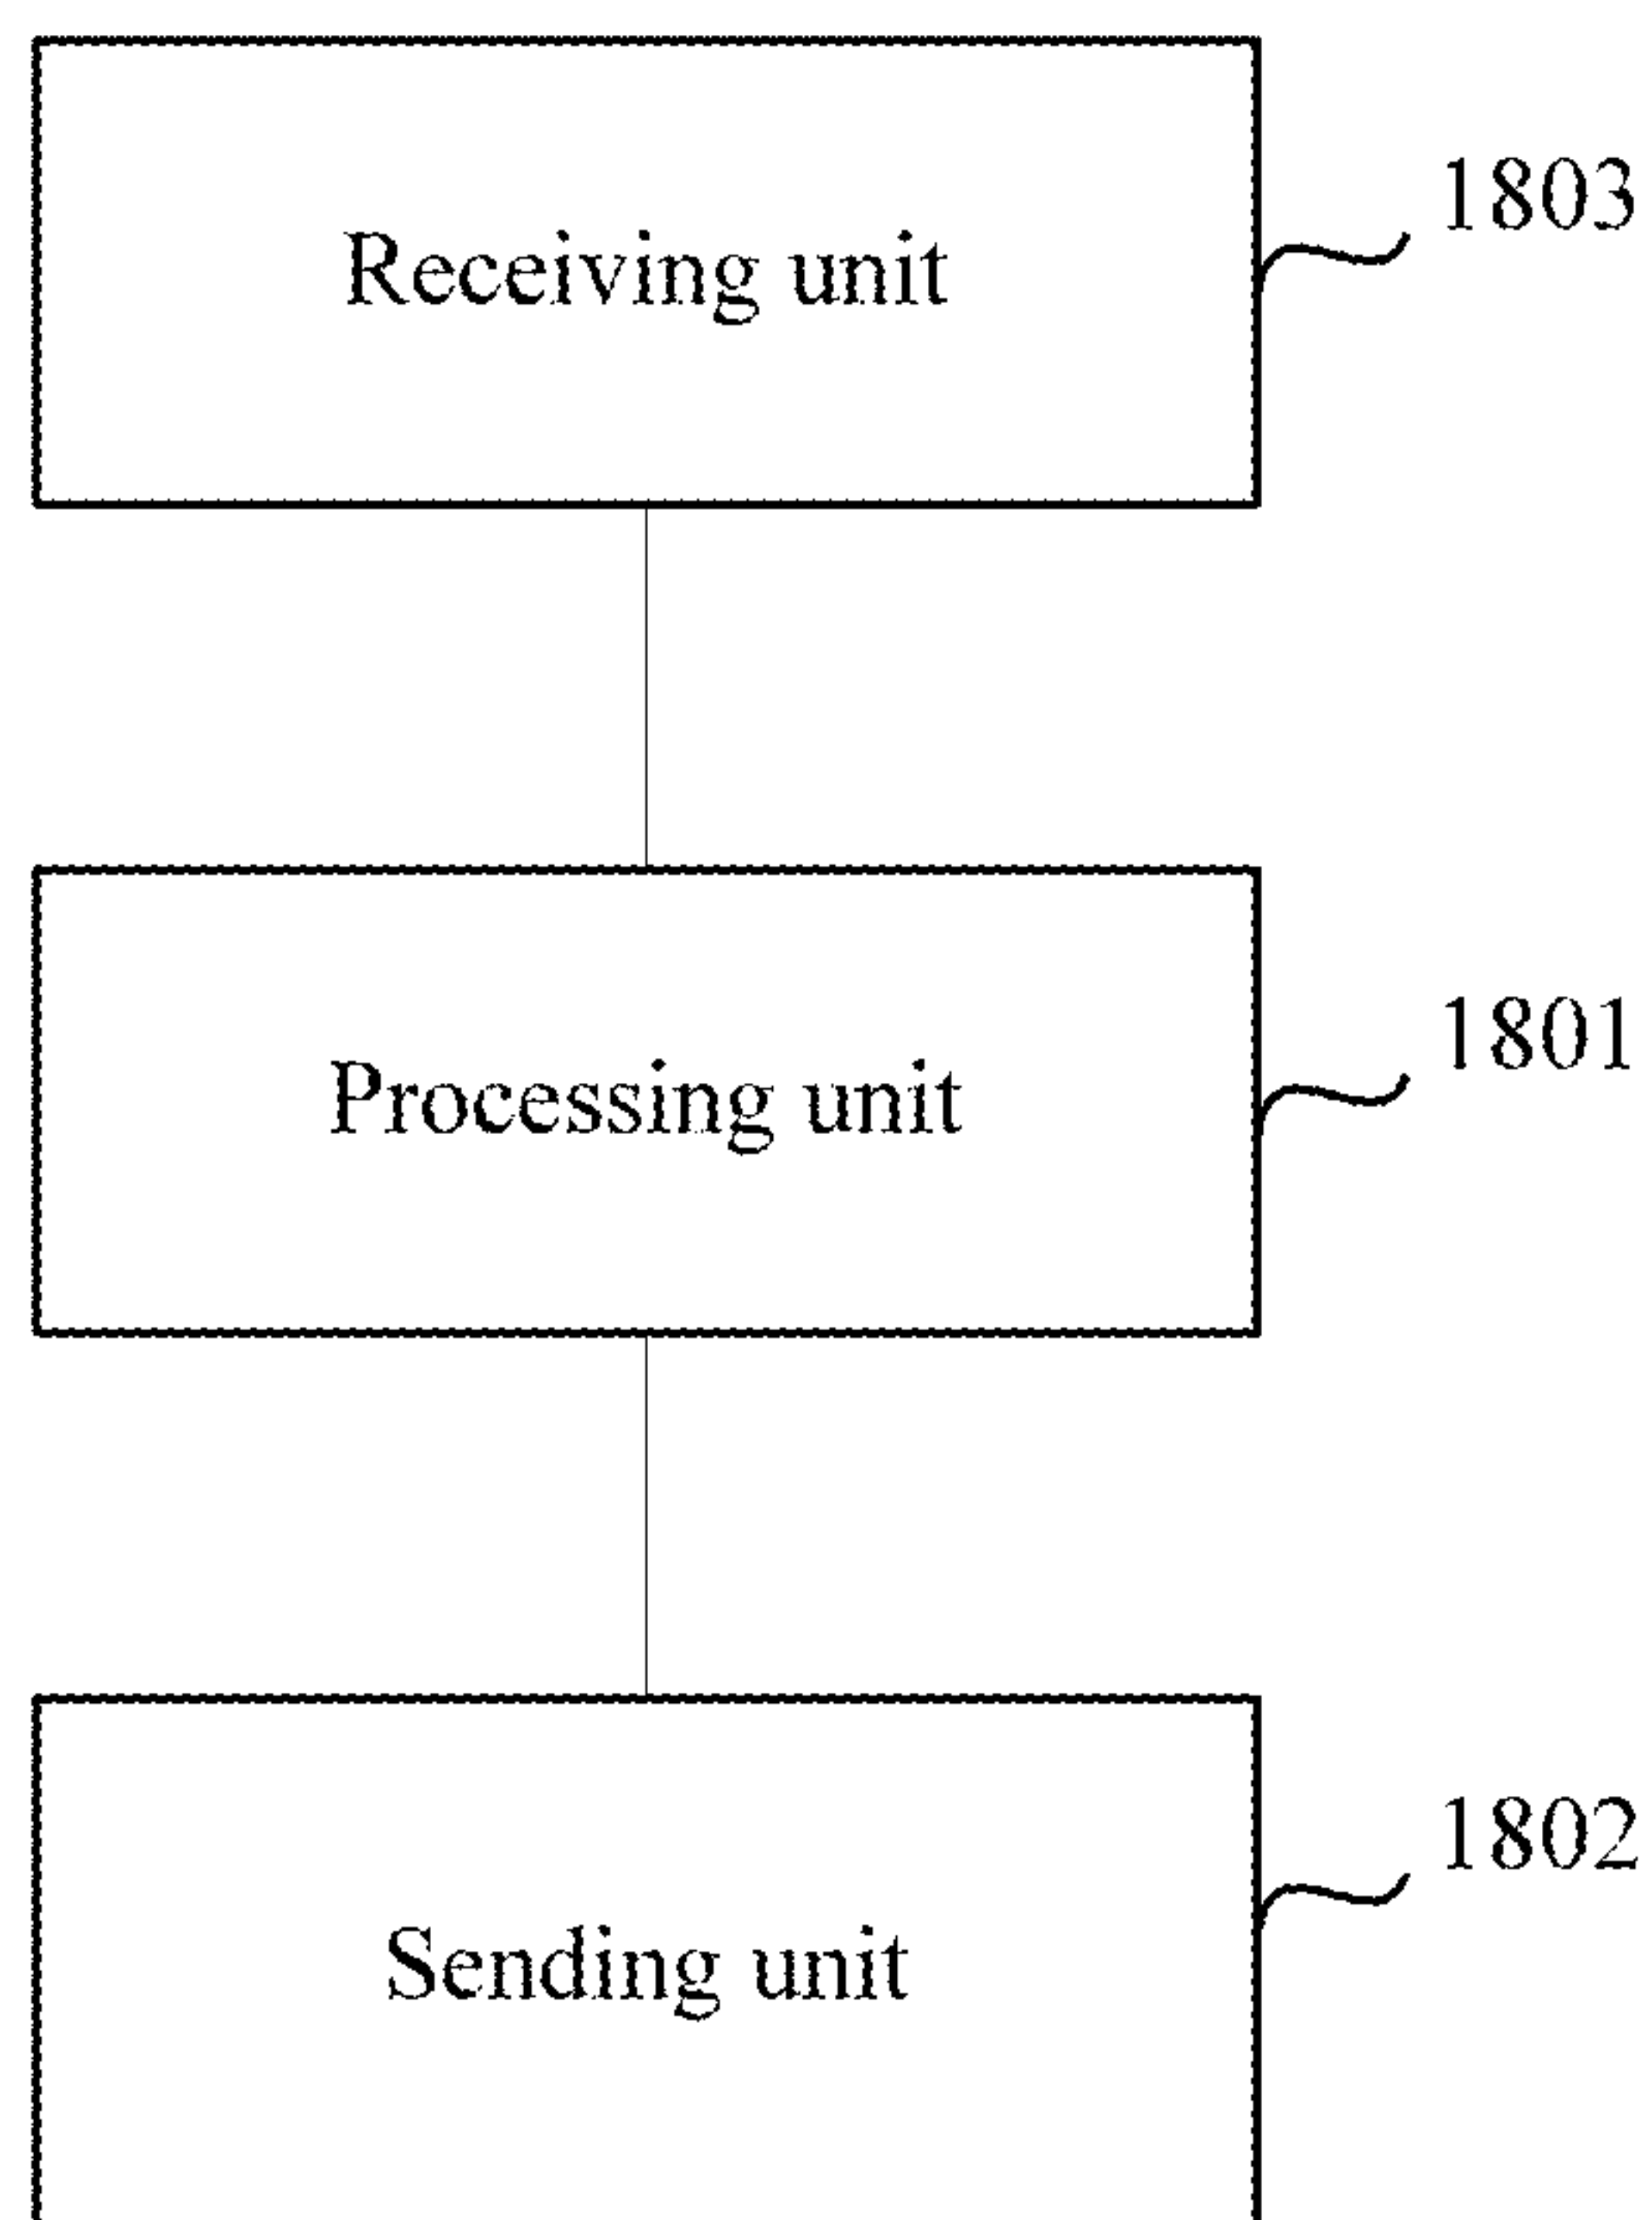 1803
Receiving unit
1801
Processing unit
1802
Sending unit